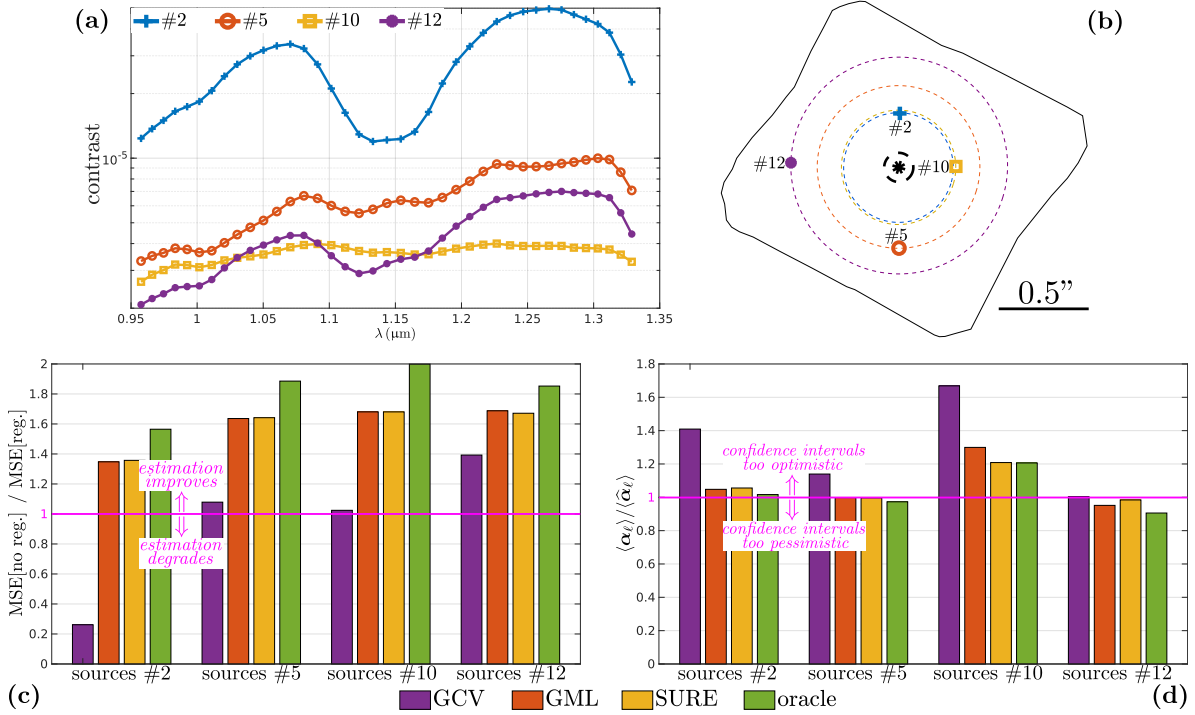 (a)
#2 #5 #10 #12
contrast
10^-5
0.95 1 1.05 1.1 1.15 1.2 1.25 1.3 1.35
λ (μm)
(b)
#2
#12
#10
#5
0.5”
MSE[no reg.] / MSE[reg.]
2
1.8
1.6
1.4
1.2
1
0.8
0.6
0.4
0.2
0
estimation
improves
⇑
⇓
estimation
degrades
sources #2 sources #5 sources #10 sources #12
(c)
⟨α_ℓ⟩/⟨α̂_ℓ⟩
1.8
1.6
1.4
1.2
1
0.8
0.6
0.4
0.2
0
confidence intervals
too optimistic
⇑
⇓
confidence intervals
too pessimistic
sources #2 sources #5 sources #10 sources #12
(d)
GCV GML SURE oracle